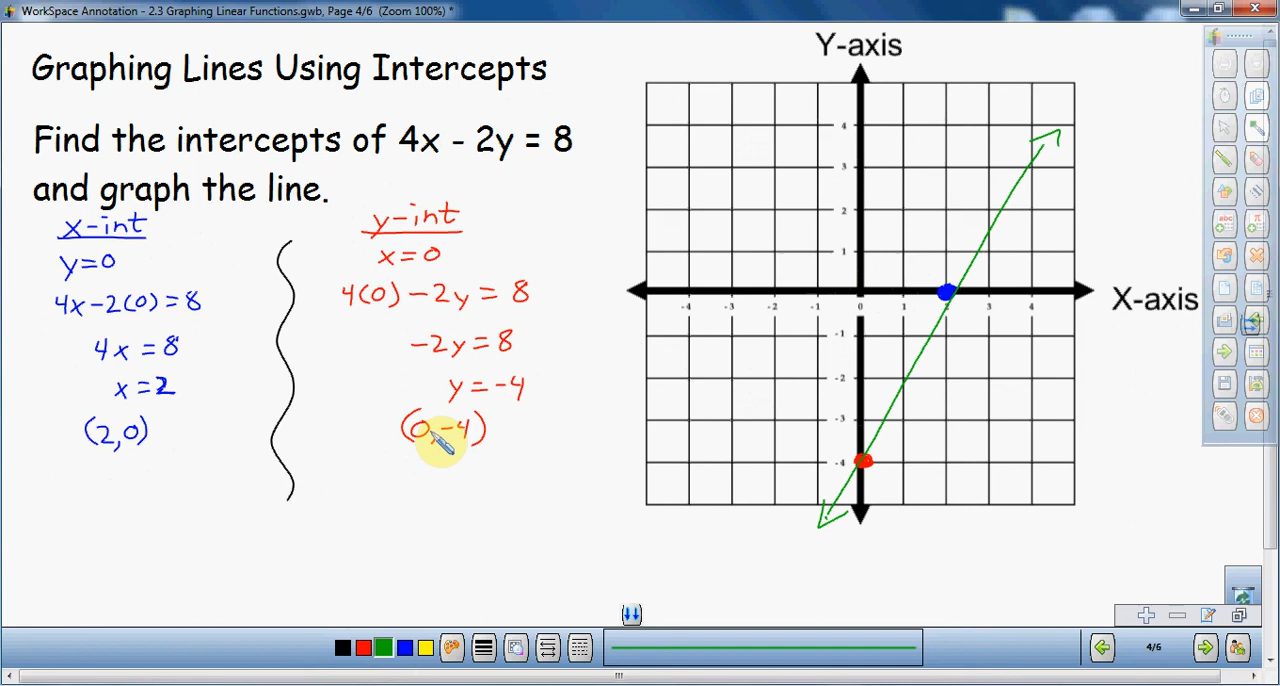 WorkSpace Annotation - 2.3 Graphing Linear Functions.gwb, Page 4/6 (Zoom 100%) *
Graphing Lines Using Intercepts
Find the intercepts of 4x - 2y = 8
and graph the line.
x-int
y=0
4x-2(0)=8
4x=8
x=2
(2,0)
y-int
x=0
4(0)-2y=8
-2y=8
y=-4
(0,-4)
Y-axis
4
3
2
1
-4 -3 -2 -1 0 1 2 3 4
X-axis
-1
-2
-3
-4
abc
π
4/6